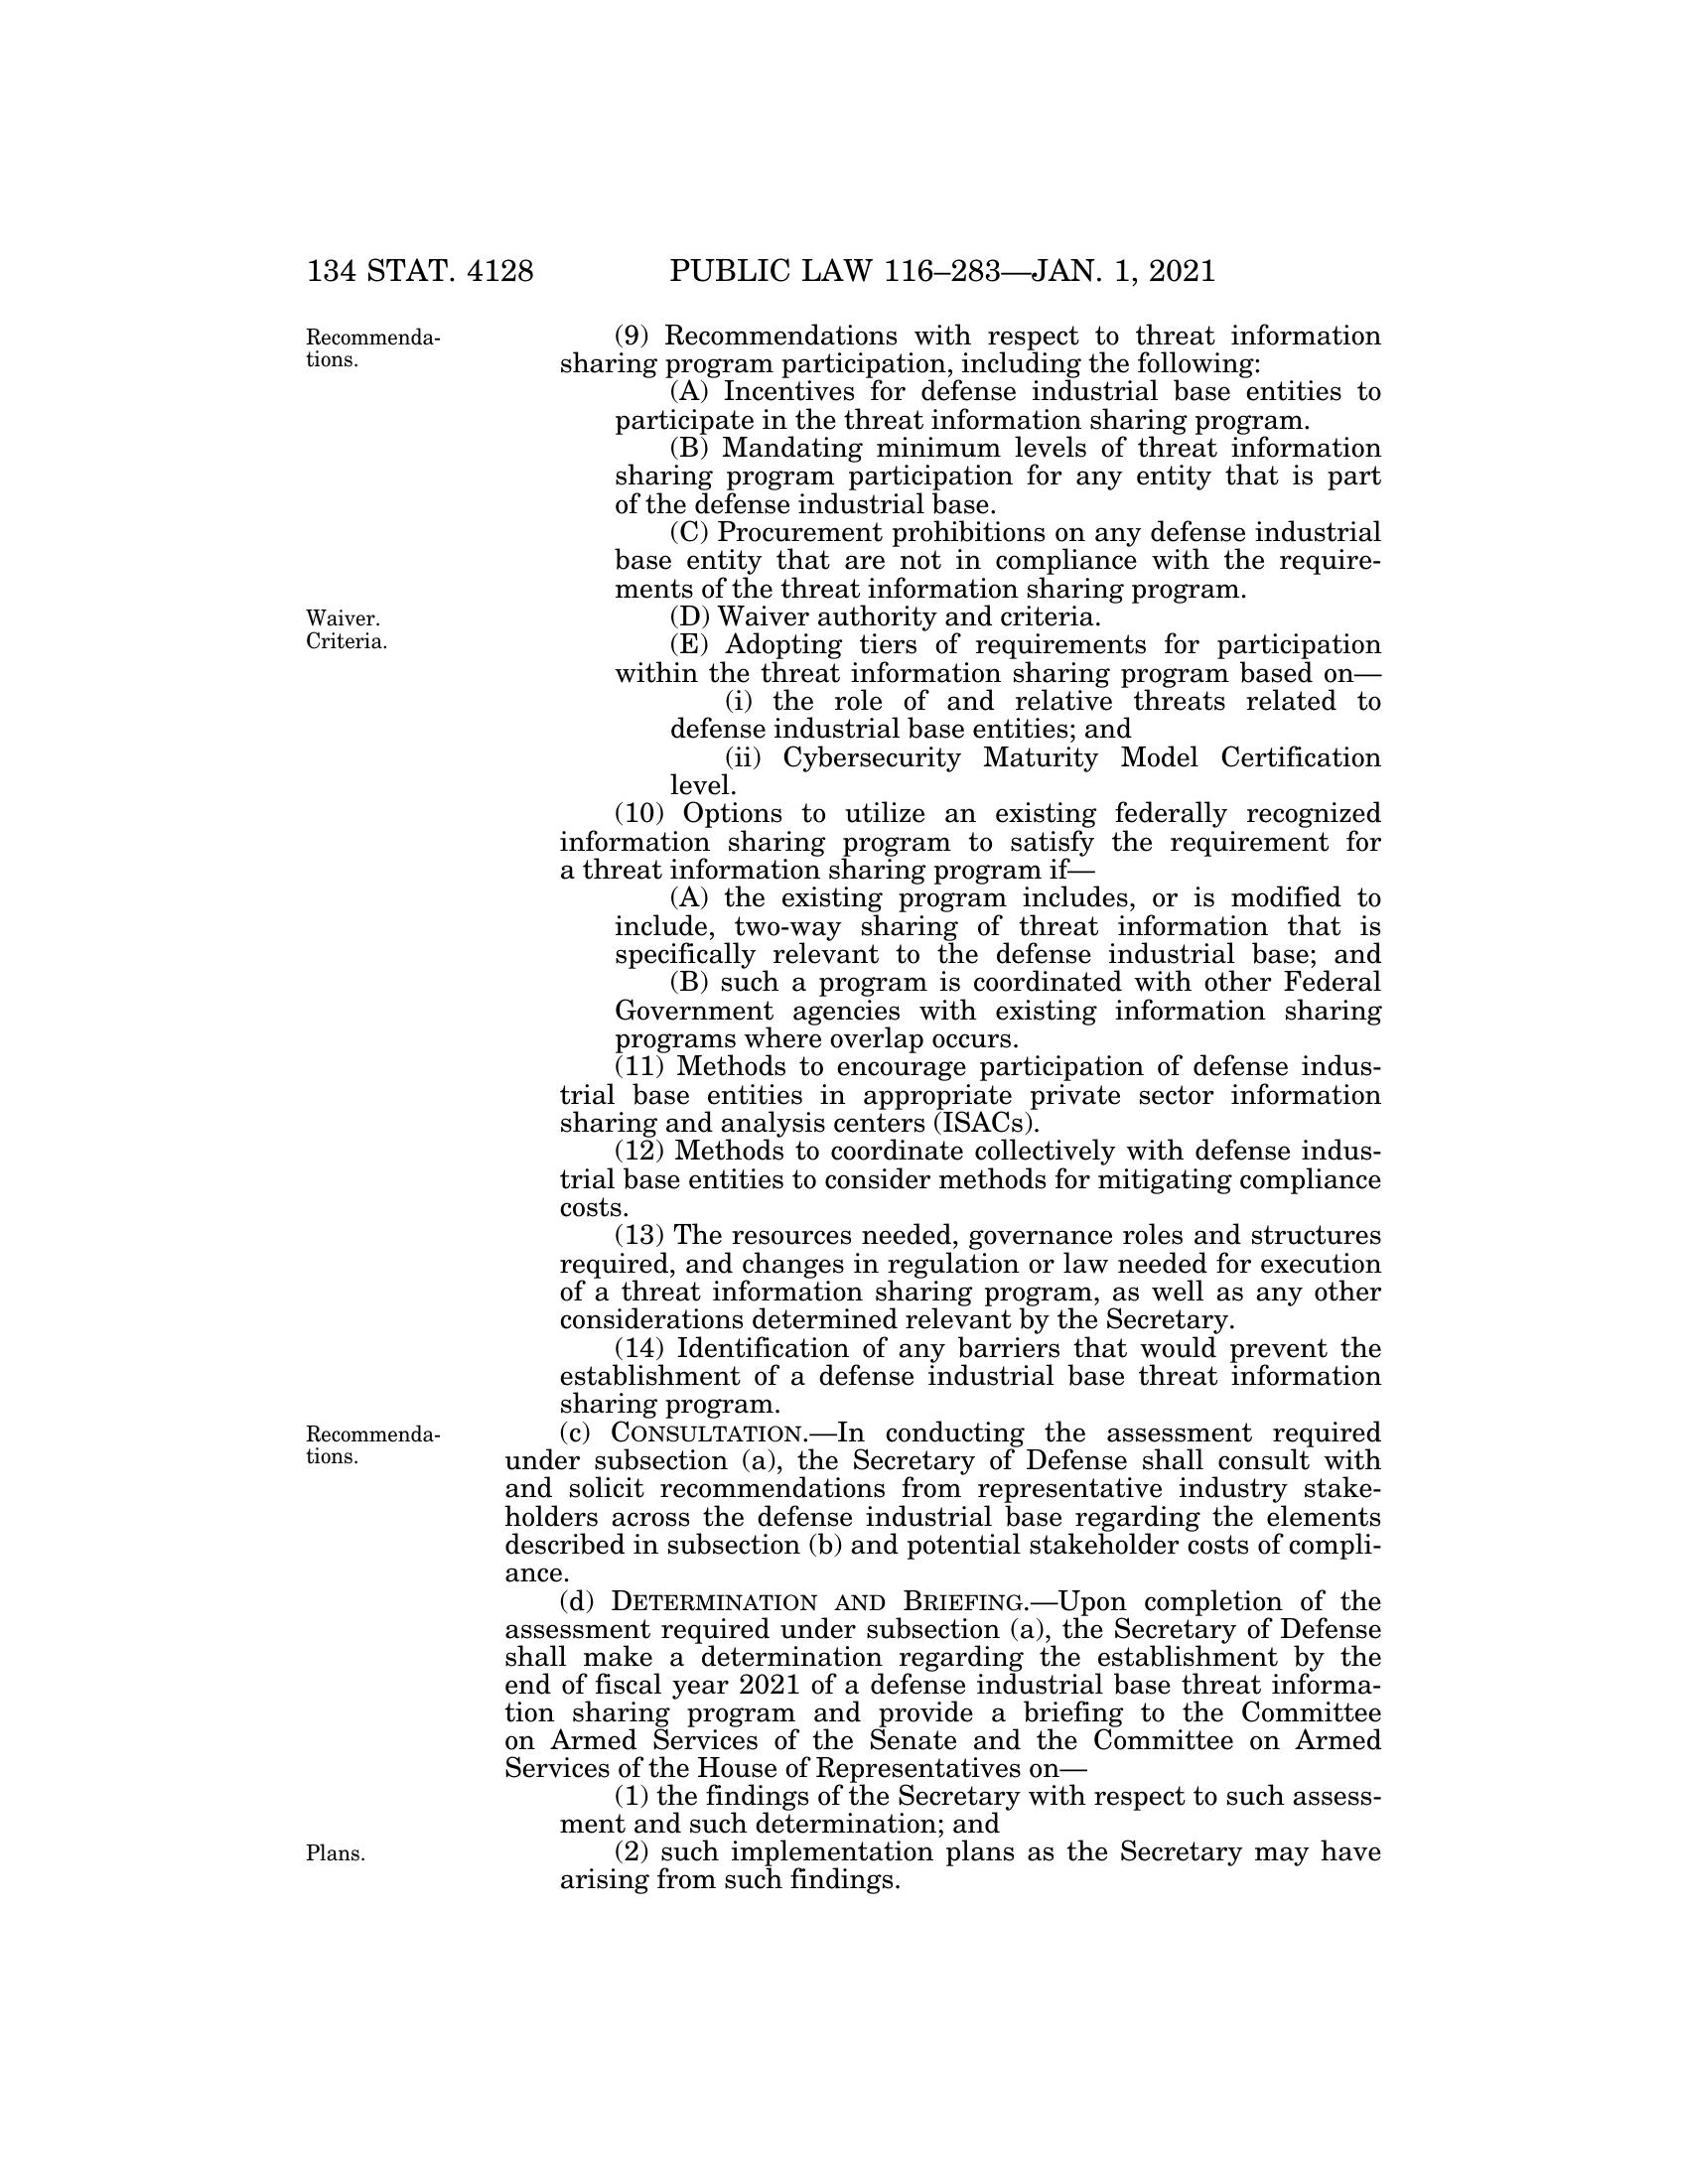 134 STAT. 4128 PUBLIC LAW 116–283—JAN. 1, 2021
Recommenda-
tions.
(9) Recommendations with respect to threat information
sharing program participation, including the following:
(A) Incentives for defense industrial base entities to
participate in the threat information sharing program.
(B) Mandating minimum levels of threat information
sharing program participation for any entity that is part
of the defense industrial base.
(C) Procurement prohibitions on any defense industrial
base entity that are not in compliance with the require-
ments of the threat information sharing program.
Waiver.
Criteria.
(D) Waiver authority and criteria.
(E) Adopting tiers of requirements for participation
within the threat information sharing program based on—
(i) the role of and relative threats related to
defense industrial base entities; and
(ii) Cybersecurity Maturity Model Certification
level.
(10) Options to utilize an existing federally recognized
information sharing program to satisfy the requirement for
a threat information sharing program if—
(A) the existing program includes, or is modified to
include, two-way sharing of threat information that is
specifically relevant to the defense industrial base; and
(B) such a program is coordinated with other Federal
Government agencies with existing information sharing
programs where overlap occurs.
(11) Methods to encourage participation of defense indus-
trial base entities in appropriate private sector information
sharing and analysis centers (ISACs).
(12) Methods to coordinate collectively with defense indus-
trial base entities to consider methods for mitigating compliance
costs.
(13) The resources needed, governance roles and structures
required, and changes in regulation or law needed for execution
of a threat information sharing program, as well as any other
considerations determined relevant by the Secretary.
(14) Identification of any barriers that would prevent the
establishment of a defense industrial base threat information
sharing program.
Recommenda-
tions.
(c) CONSULTATION.—In conducting the assessment required
under subsection (a), the Secretary of Defense shall consult with
and solicit recommendations from representative industry stake-
holders across the defense industrial base regarding the elements
described in subsection (b) and potential stakeholder costs of compli-
ance.
(d) DETERMINATION AND BRIEFING.—Upon completion of the
assessment required under subsection (a), the Secretary of Defense
shall make a determination regarding the establishment by the
end of fiscal year 2021 of a defense industrial base threat informa-
tion sharing program and provide a briefing to the Committee
on Armed Services of the Senate and the Committee on Armed
Services of the House of Representatives on—
(1) the findings of the Secretary with respect to such assess-
ment and such determination; and
Plans.
(2) such implementation plans as the Secretary may have
arising from such findings.